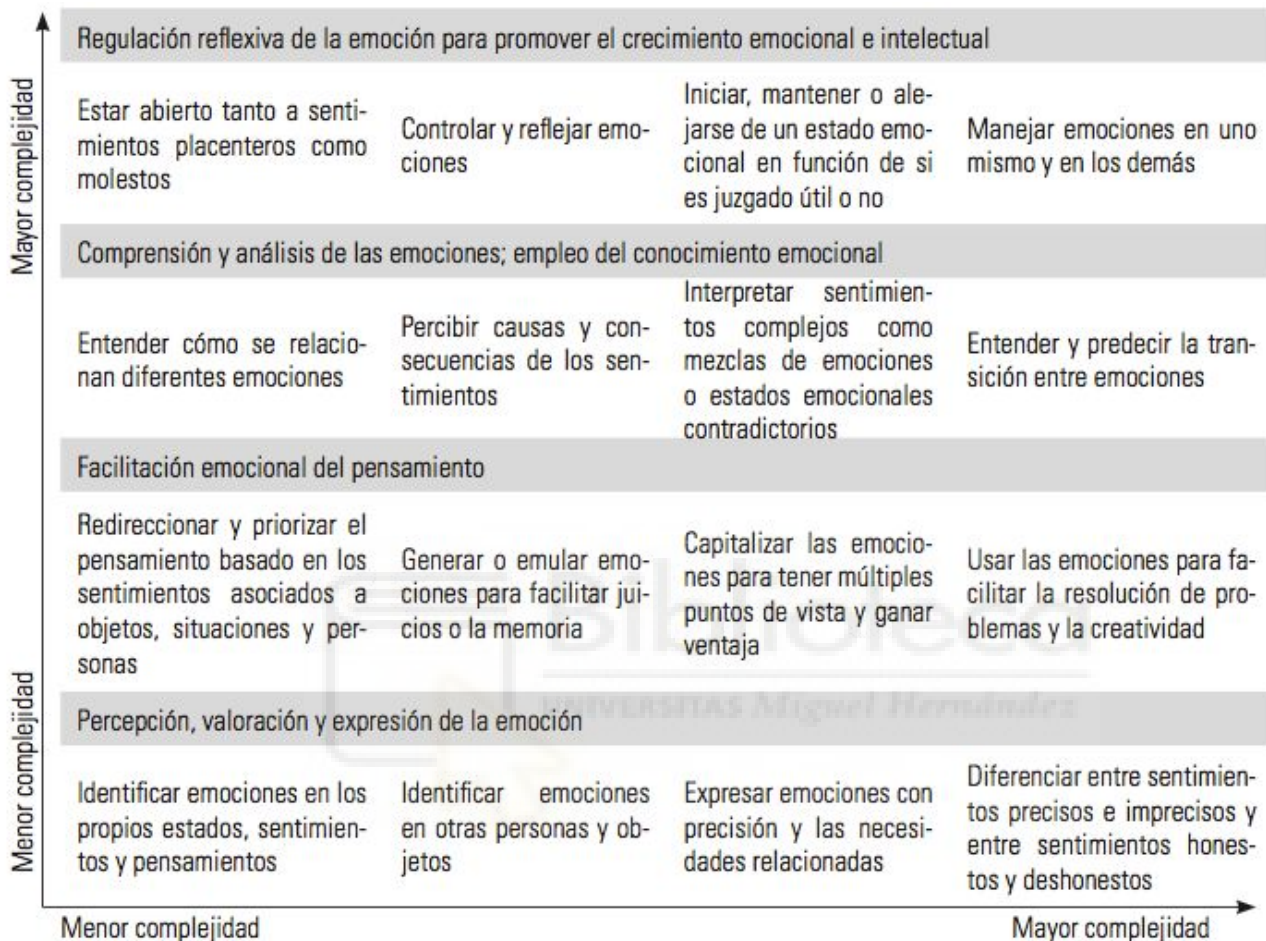 Regulación reflexiva de la emoción para promover el crecimiento emocional e intelectual
Estar abierto tanto a senti-
mientos placenteros como
molestos
Controlar y reflejar emo-
ciones
Iniciar, mantener o ale-
jarse de un estado emo-
cional en función de si
es juzgado útil o no
Manejar emociones en uno
mismo y en los demás
Comprensión y análisis de las emociones; empleo del conocimiento emocional
Entender cómo se relacio-
nan diferentes emociones
Percibir causas y con-
secuencias de los sen-
timientos
Interpretar sentimien-
tos complejos como
mezclas de emociones
o estados emocionales
contradictorios
Entender y predecir la tran-
sición entre emociones
Facilitación emocional del pensamiento
Redireccionar y priorizar el
pensamiento basado en los
sentimientos asociados a
objetos, situaciones y per-
sonas
Generar o emular emo-
ciones para facilitar jui-
cios o la memoria
Capitalizar las emocio-
nes para tener múltiples
puntos de vista y ganar
ventaja
Usar las emociones para fa-
cilitar la resolución de pro-
blemas y la creatividad
Percepción, valoración y expresión de la emoción
Identificar emociones en los
propios estados, sentimien-
tos y pensamientos
Identificar emociones
en otras personas y ob-
jetos
Expresar emociones con
precisión y las necesi-
dades relacionadas
Diferenciar entre sentimien-
tos precisos e imprecisos y
entre sentimientos hones-
tos y deshonestos
Mayor complejidad
Menor complejidad
Menor complejidad
Mayor complejidad
Biblioteca
UNIVERSITAS Miguel Hernández